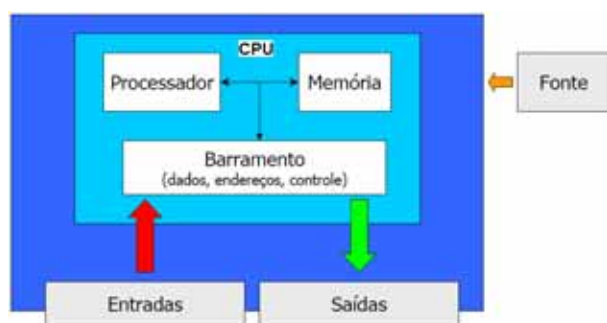 CPU
Processador
Memória
Fonte
Barramento
(dados, endereços, controle)
Entradas
Saídas